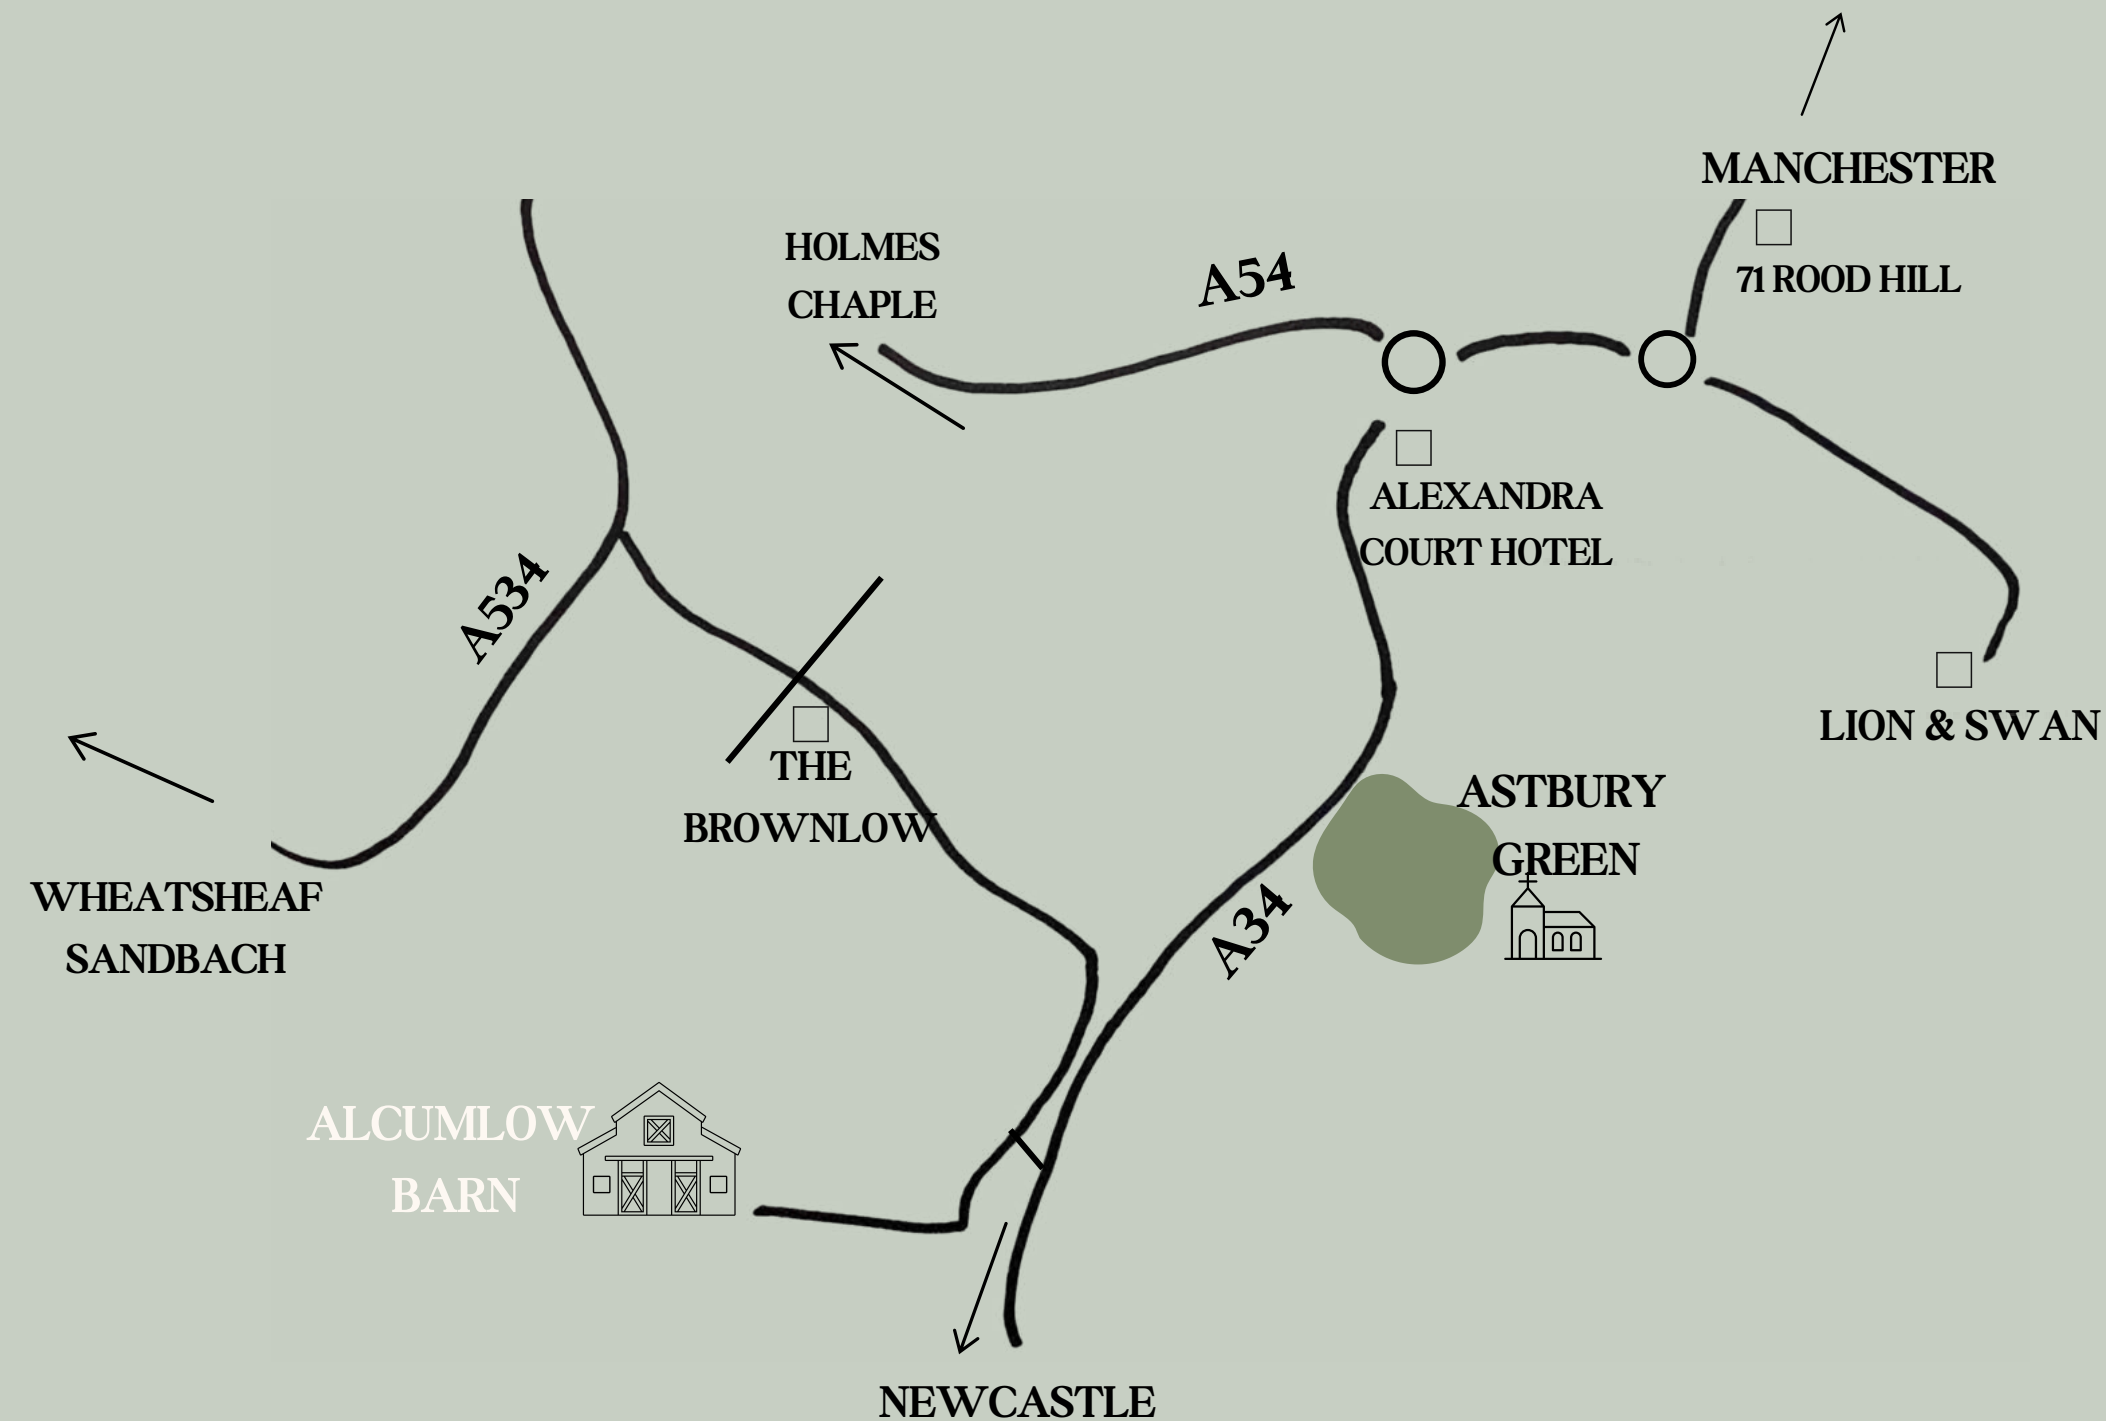 MANCHESTER
71 ROOD HILL
HOLMES
CHAPLE
A54
ALEXANDRA
COURT HOTEL
A534
LION & SWAN
THE
BROWNLOW
ASTBURY
GREEN
A34
WHEATSHEAF
SANDBACH
ALCUMLOW
BARN
NEWCASTLE